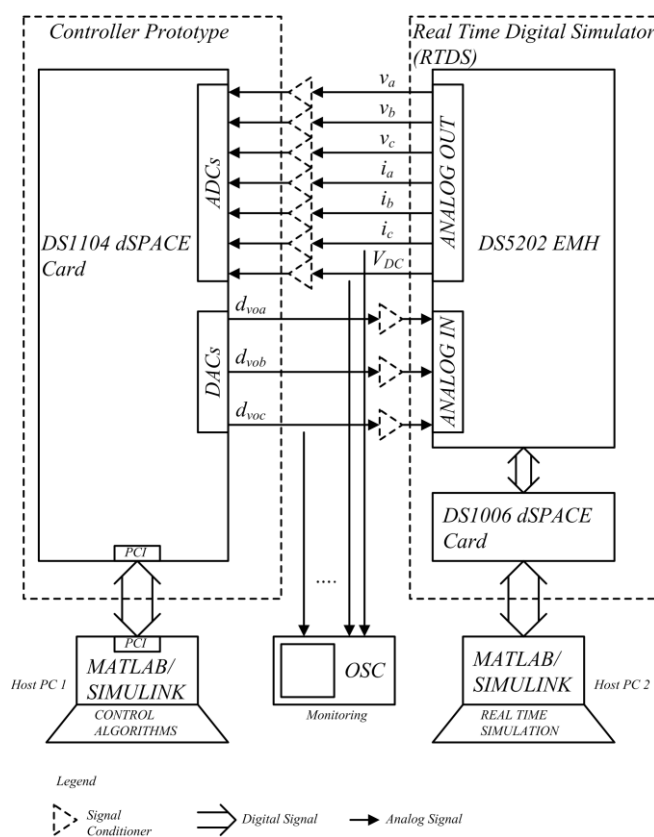 Controller Prototype
Real Time Digital Simulator
(RTDS)
v_a
v_b
v_c
i_a
i_b
i_c
V_DC
ADCs
ANALOG OUT
DS1104 dSPACE
Card
DS5202 EMH
d_voa
d_vob
d_voc
DACs
ANALOG IN
DS1006 dSPACE
Card
PCI
....
PCI
MATLAB/
SIMULINK
Host PC 1
CONTROL
ALGORITHMS
OSC
Monitoring
MATLAB/
SIMULINK
Host PC 2
REAL TIME
SIMULATION
Legend
Signal
Conditioner
Digital Signal
Analog Signal